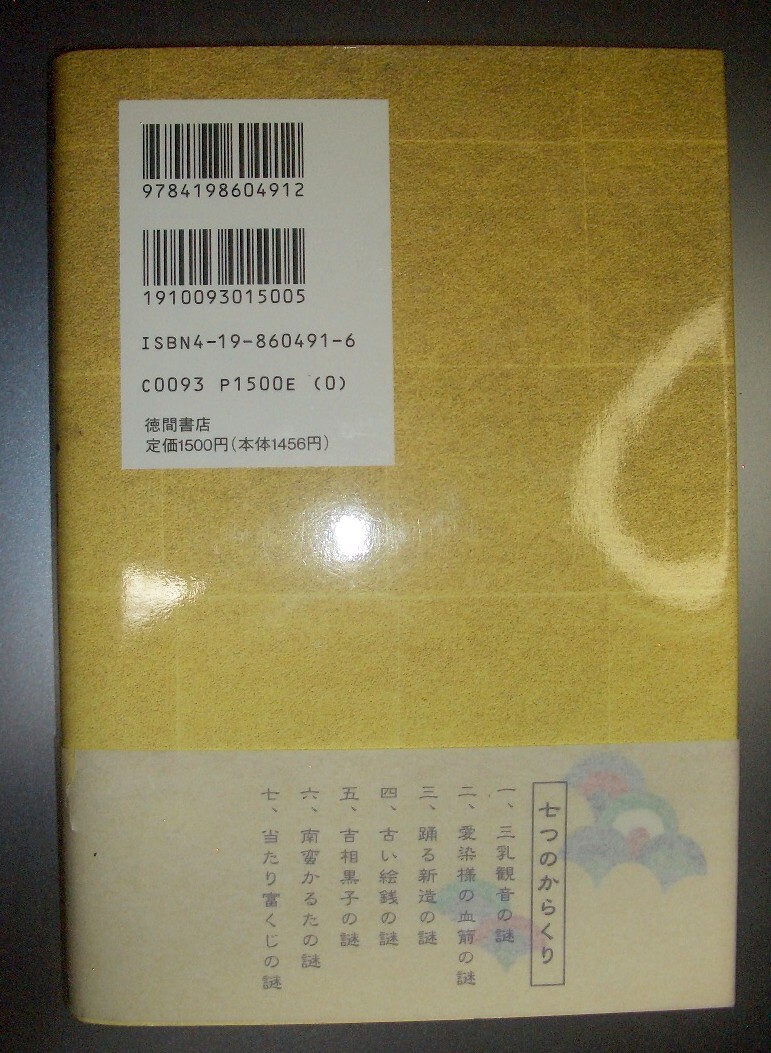 9784198604912
1910093015005
ISBN4-19-860491-6
C0093 P1500E (0)
徳間書店
定価1500円(本体1456円)
七つのからくり
一、三乳観音の謎
二、愛染様の血箭の謎
三、踊る新造の謎
四、古い絵銭の謎
五、吉相黒子の謎
六、南蛮かるたの謎
七、当たり富くじの謎